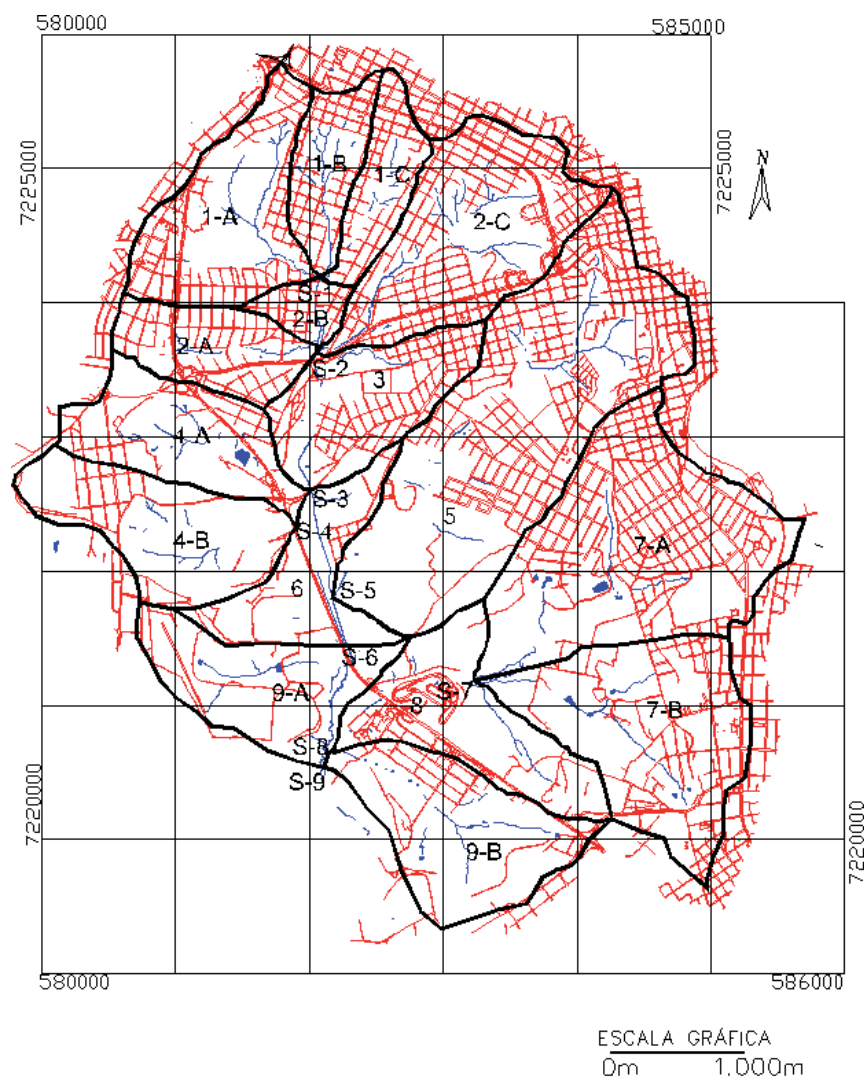 580000 585000
7225000 7225000
N
1-B
1-C
1-A
2-C
S-1
2-B
2-A
S-2
3
4-A
S-3
5
S-4
4-B
7-A
6
S-5
S-6
9-A
S-7
8
7-B
S-8
S-9
7220000 7220000
9-B
580000 586000
ESCALA GRÁFICA
0m 1,000m